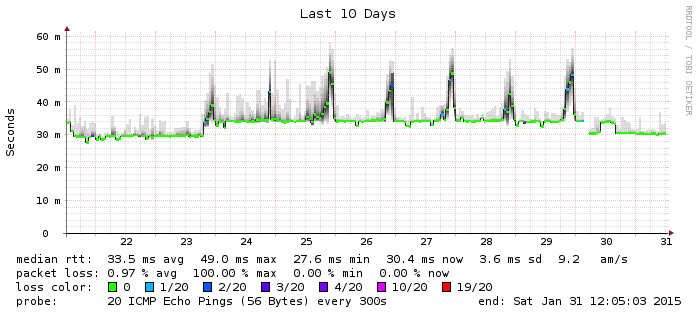 Last 10 Days
RRDTOOL / TOBI OETIKER
Seconds
60 m
50 m
40 m
30 m
20 m
10 m
0
22 23 24 25 26 27 28 29 30 31
median rtt: 33.5 ms avg 49.0 ms max 27.6 ms min 30.4 ms now 3.6 ms sd 9.2 am/s
packet loss: 0.97 % avg 100.00 % max 0.00 % min 0.00 % now
loss color: 0 1/20 2/20 3/20 4/20 10/20 19/20
probe: 20 ICMP Echo Pings (56 Bytes) every 300s end: Sat Jan 31 12:05:03 2015